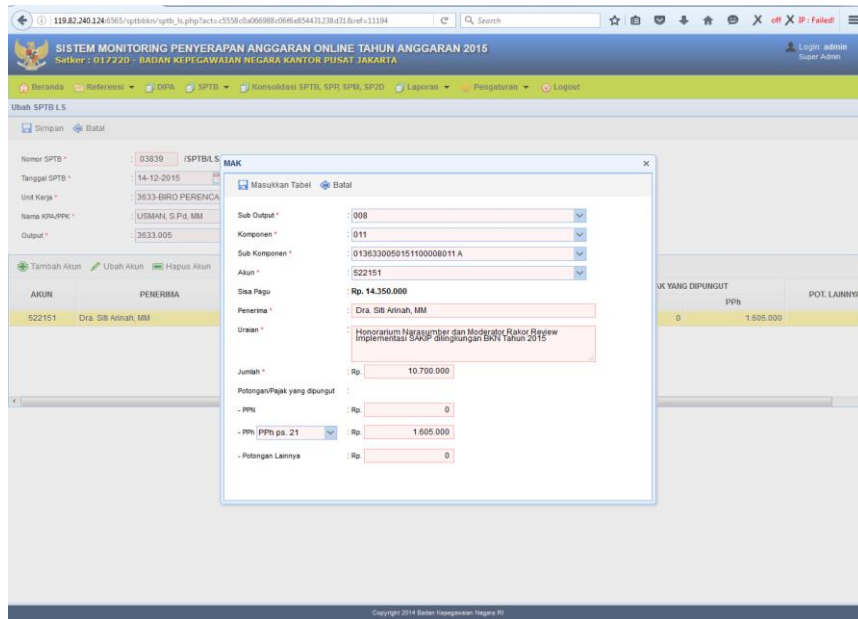 119.82.240.124:6565/sptbbkn/sptb_ls.php?act=c5558c0a066988c06f6e854431238d31&ref=11194
Search
off
IP : Failed!
SISTEM MONITORING PENYERAPAN ANGGARAN ONLINE TAHUN ANGGARAN 2015
Satker : 017220 - BADAN KEPEGAWAIAN NEGARA KANTOR PUSAT JAKARTA
Login: admin
Super Admin
Beranda Referensi DIPA SPTB Konsolidasi SPTB, SPP, SPM, SP2D Laporan Pengaturan Logout
Ubah SPTB LS
Simpan Batal
Nomor SPTB * : 03839 /SPTB/LS
Tanggal SPTB * : 14-12-2015
Unit Kerja * : 3633-BIRO PERENCA
Nama KPA/PPK * : USMAN, S.Pd, MM
Output * : 3633.005
Tambah Akun Ubah Akun Hapus Akun
AKUN PENERIMA AK YANG DIPUNGUT PPh POT. LAINNYA
522151 Dra. Siti Arinah, MM 0 1.605.000
MAK x
Masukkan Tabel Batal
Sub Output * : 008
Komponen * : 011
Sub Komponen * : 0136330050151100008011 A
Akun * : 522151
Sisa Pagu : Rp. 14.350.000
Penerima * : Dra. Siti Arinah, MM
Uraian * : Honorarium Narasumber dan Moderator Rakor Review
Implementasi SAKIP dilingkungan BKN Tahun 2015
Jumlah * : Rp. 10.700.000
Potongan/Pajak yang dipungut :
- PPN : Rp. 0
- PPh PPh ps. 21 : Rp. 1.605.000
- Potongan Lainnya : Rp. 0
Copyright 2014 Badan Kepegawaian Negara RI